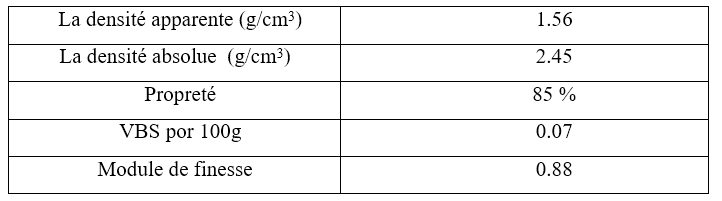 La densité apparente (g/cm³) 1.56
La densité absolue (g/cm³) 2.45
Propreté 85 %
VBS por 100g 0.07
Module de finesse 0.88